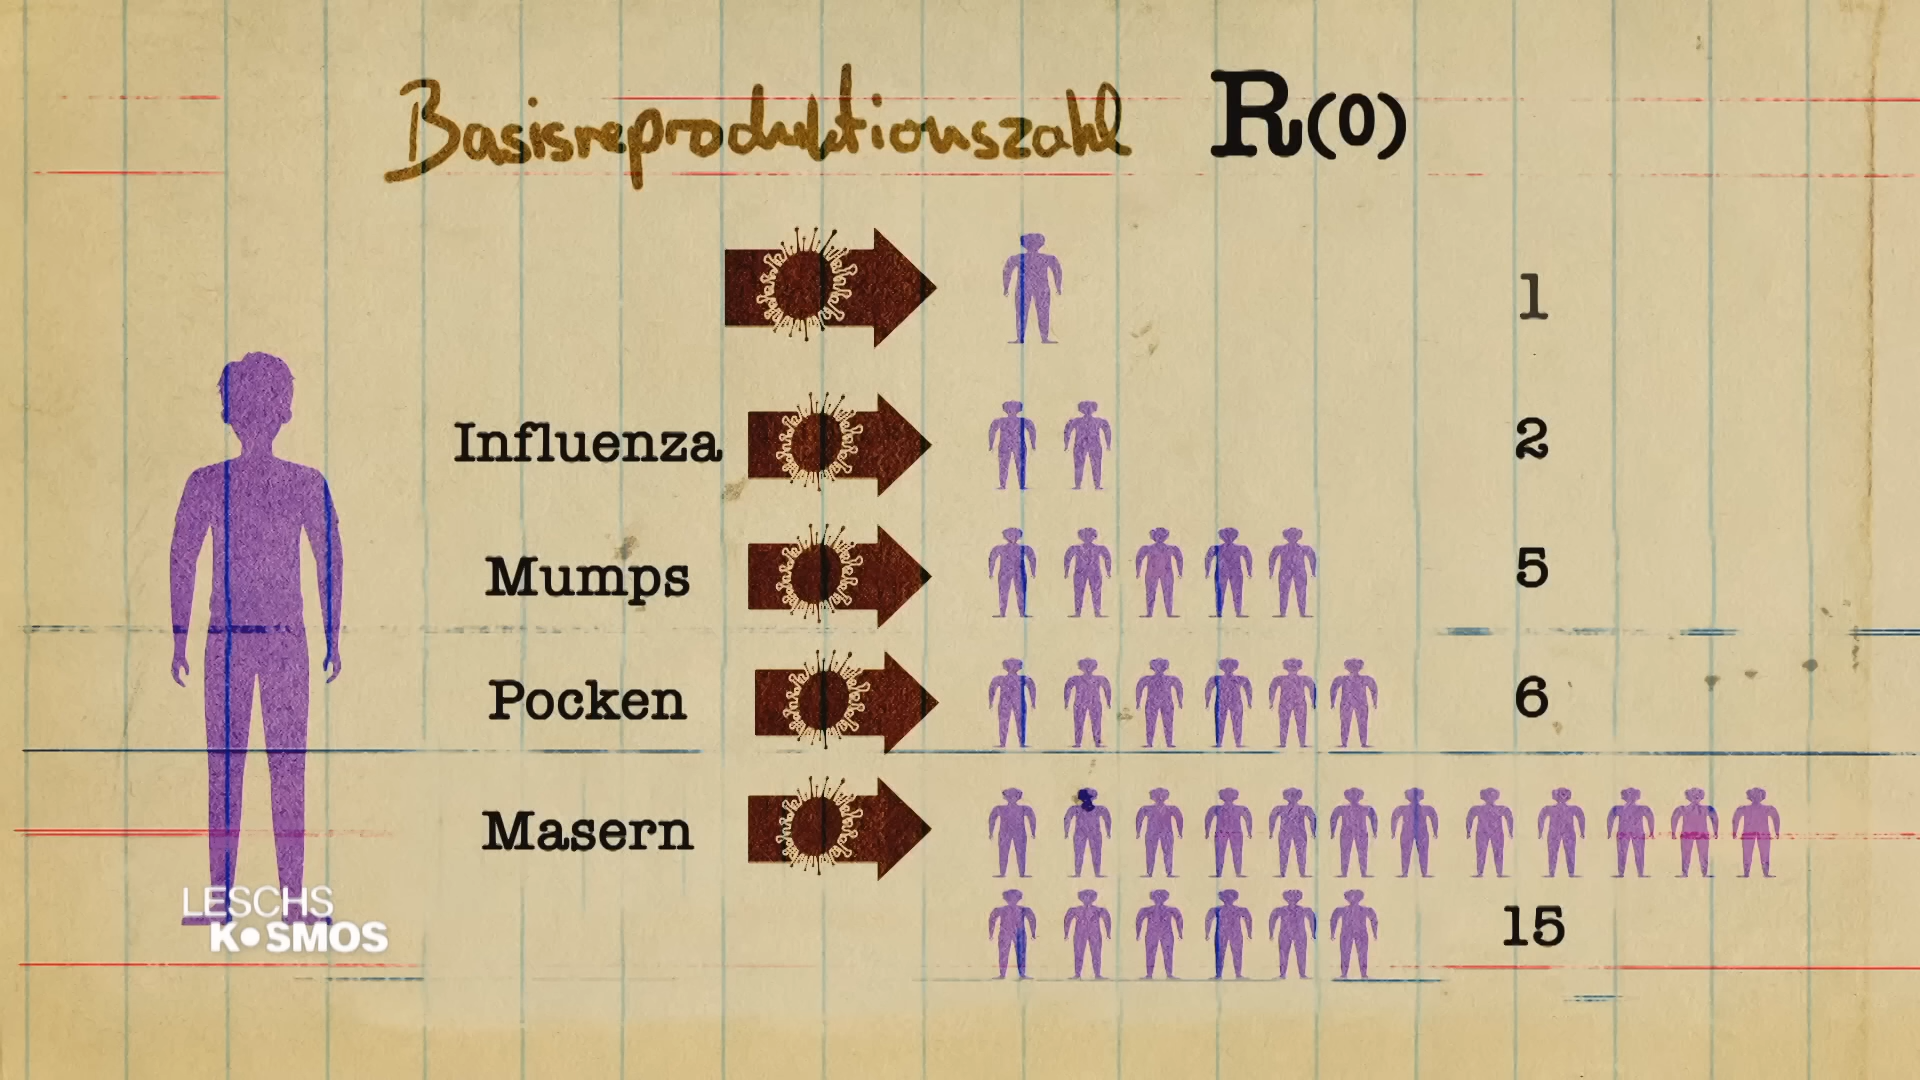 Basisreproduktionszahl R(0)
1
Influenza 2
Mumps 5
Pocken 6
Masern
15
LESCHS
KOSMOS